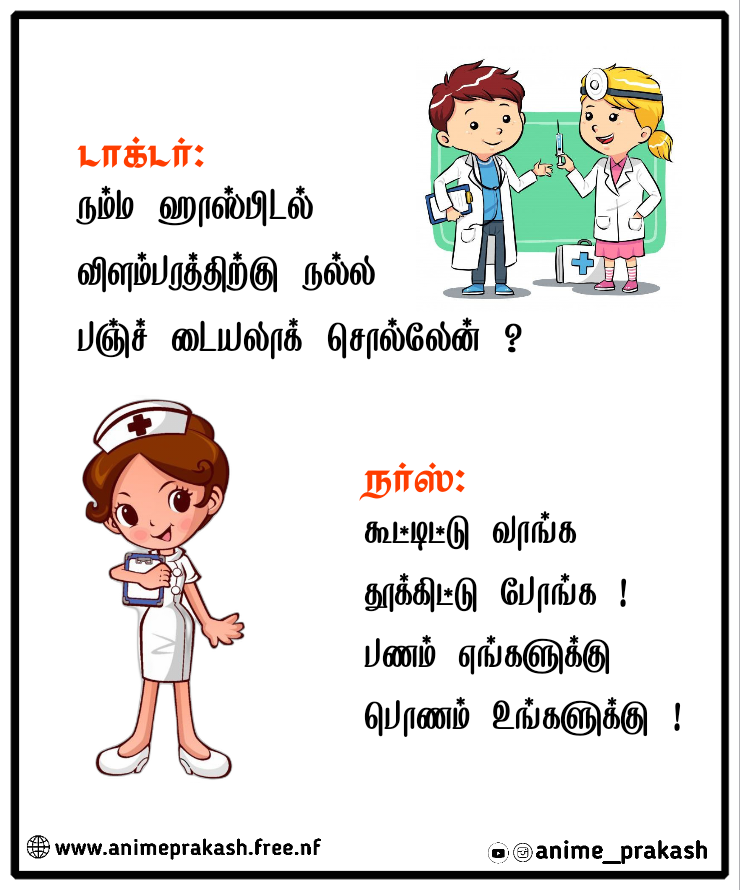 டாக்டர்:
நம்ம ஹாஸ்பிடல்
விளம்பரத்திற்கு நல்ல
பஞ்ச் டையலாக் சொல்லேன் ?
நர்ஸ்:
கூட்டிட்டு வாங்க
தூக்கிட்டு போங்க !
பணம் எங்களுக்கு
பொணம் உங்களுக்கு !
www.animeprakash.free.nf
anime_prakash